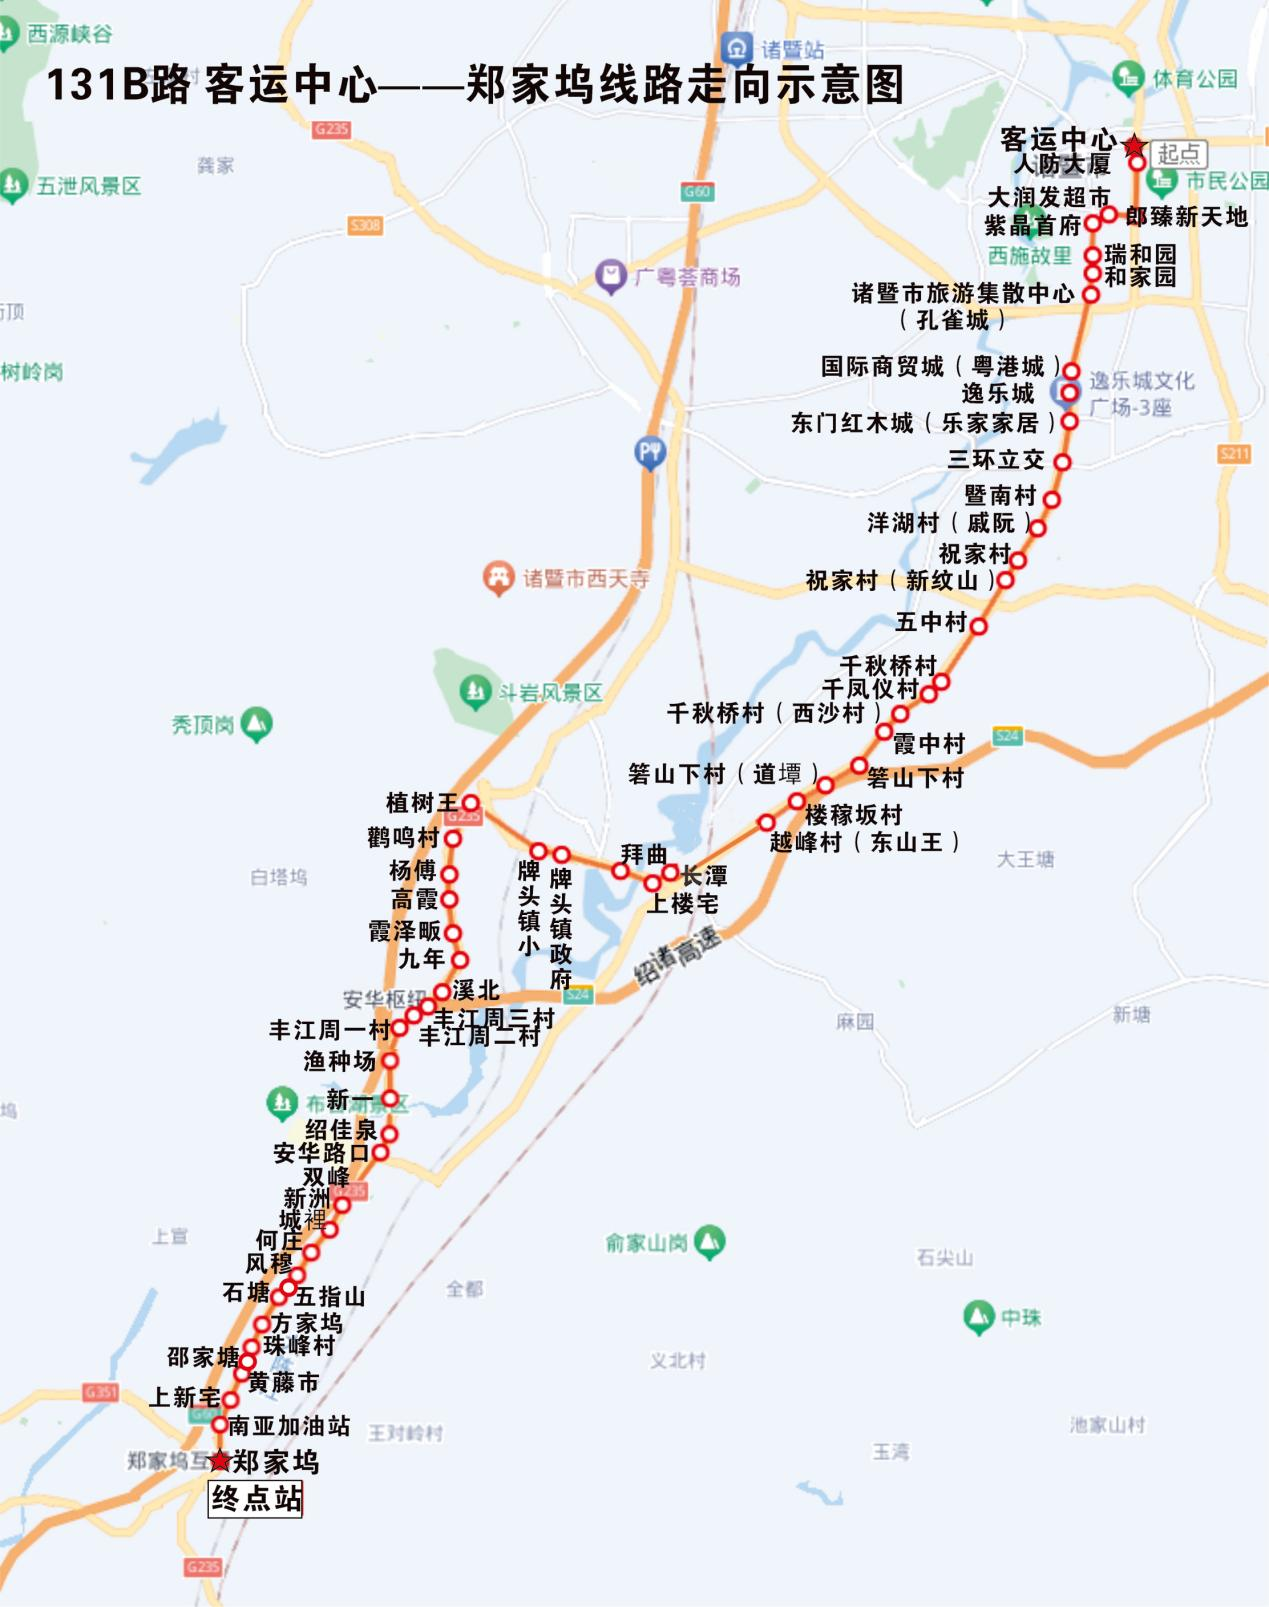 西源峡谷
诸暨站
131B路 客运中心——郑家坞线路走向示意图
体育公园
G235
客运中心
起点
人防大厦
龚家
五泄风景区
市民公园
G60
大润发超市
郎臻新天地
S308
紫晶首府
西施故里
瑞和园
广粤荟商场
和家园
诸暨市旅游集散中心
（孔雀城）
国际商贸城（粤港城）
树岭岗
逸乐城
逸乐城文化
广场-3座
东门红木城（乐家家居）
S211
三环立交
暨南村
洋湖村（戚阮）
祝家村
诸暨市西天寺
祝家村（新纹山）
五中村
千秋桥村
斗岩风景区
千凤仪村
千秋桥村（西沙村）
秃顶岗
霞中村
S24
箬山下村（道墰）
箬山下村
植树王
G235
楼稼坂村
鹳鸣村
越峰村（东山王）
拜曲
大王塘
杨傅
牌头镇小
牌头镇政府
长潭
白塔坞
高霞
上楼宅
霞泽畈
绍诸高速
九年
溪北
安华枢纽
S24
丰江周三村
麻园
新塘
丰江周一村
丰江周二村
渔种场
新一
绍佳泉
安华路口
双峰
G235
新洲
城裡
上宣
何庄
俞家山岗
石尖山
风穆
石塘
五指山
全都
方家坞
中珠
珠峰村
邵家塘
义北村
黄藤市
G351
上新宅
南亚加油站
王对岭村
池家山村
郑家坞
玉湾
终点站
G235